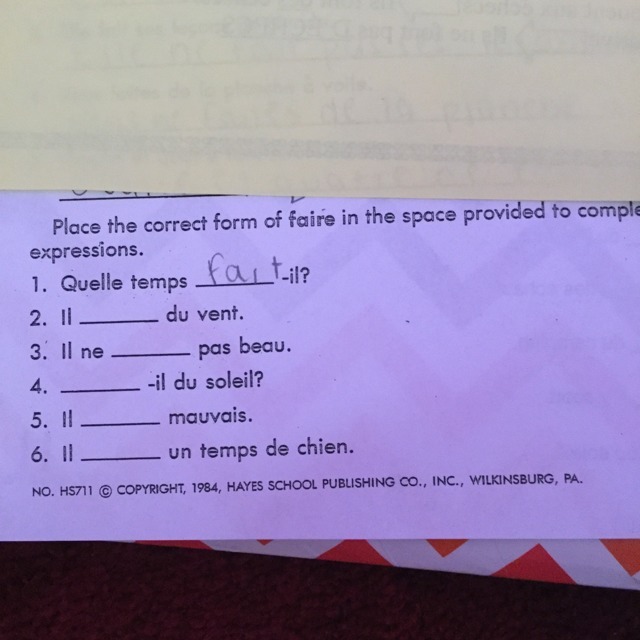 Place the correct form of faire in the space provided to
expressions.
1. Quelle temps fait-il?
2. Il ______ du vent.
3. Il ne ______ pas beau.
4. ______-il du soleil?
5. Il ______ mauvais.
6. Il ______ un temps de chien.
NO. HS711 © COPYRIGHT, 1984, HAYES SCHOOL PUBLISHING CO., INC., WILKINSBURG, PA.